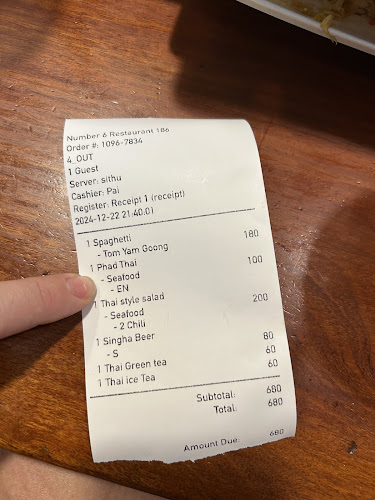 Number 6 Restaurant 186
Order #: 1096-7834
4_OUT
1 Guest
Server: sithu
Cashier: Pai
Register: Receipt 1 (receipt)
2024-12-22 21:40:01
1 Spaghetti 180
- Tom Yam Goong
1 Phad Thai 100
- Seafood
- EN
1 Thai style salad 200
- Seafood
- 2 Chili
1 Singha Beer 80
- S
1 Thai Green tea 60
1 Thai ice Tea 60
Subtotal: 680
Total: 680
Amount Due: 680